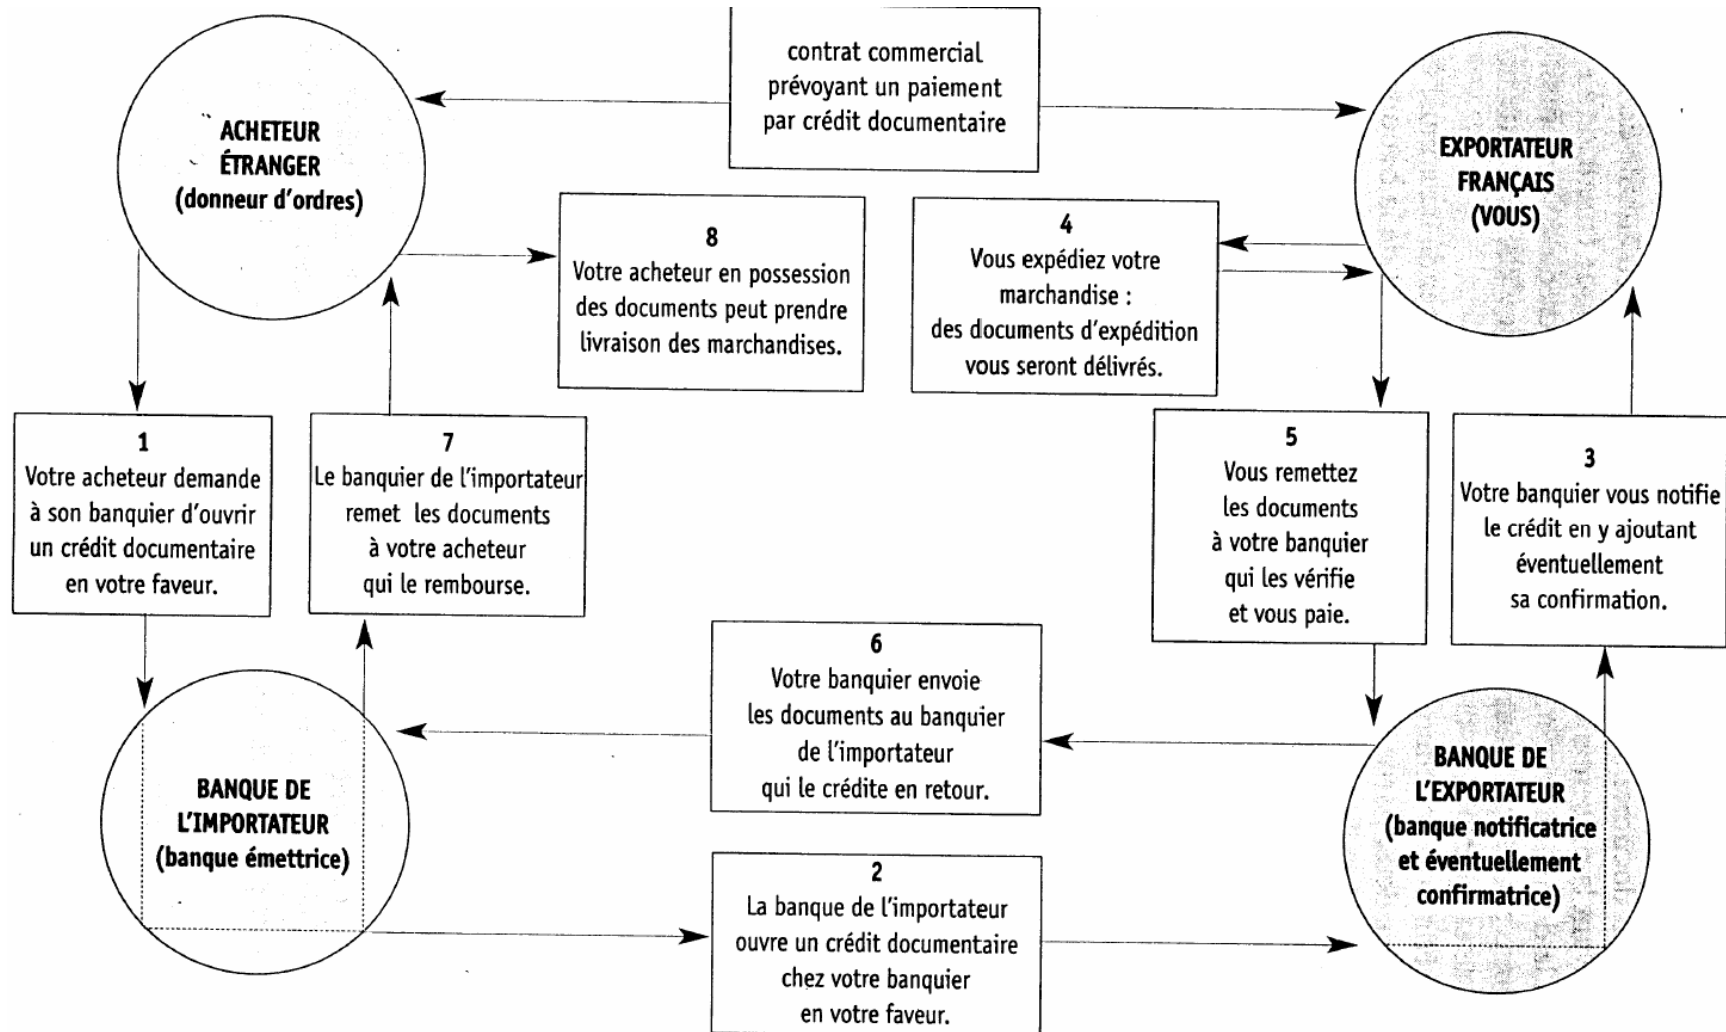 contrat commercial
prévoyant un paiement
par crédit documentaire
ACHETEUR
ÉTRANGER
(donneur d'ordres)
EXPORTATEUR
FRANÇAIS
(VOUS)
8
Votre acheteur en possession
des documents peut prendre
livraison des marchandises.
4
Vous expédiez votre
marchandise :
des documents d'expédition
vous seront délivrés.
1
Votre acheteur demande
à son banquier d'ouvrir
un crédit documentaire
en votre faveur.
7
Le banquier de l'importateur
remet les documents
à votre acheteur
qui le rembourse.
5
Vous remettez
les documents
à votre banquier
qui les vérifie
et vous paie.
3
Votre banquier vous notifie
le crédit en y ajoutant
éventuellement
sa confirmation.
6
Votre banquier envoie
les documents au banquier
de l'importateur
qui le crédite en retour.
BANQUE DE
L'IMPORTATEUR
(banque émettrice)
BANQUE DE
L'EXPORTATEUR
(banque notificatrice
et éventuellement
confirmatrice)
2
La banque de l'importateur
ouvre un crédit documentaire
chez votre banquier
en votre faveur.